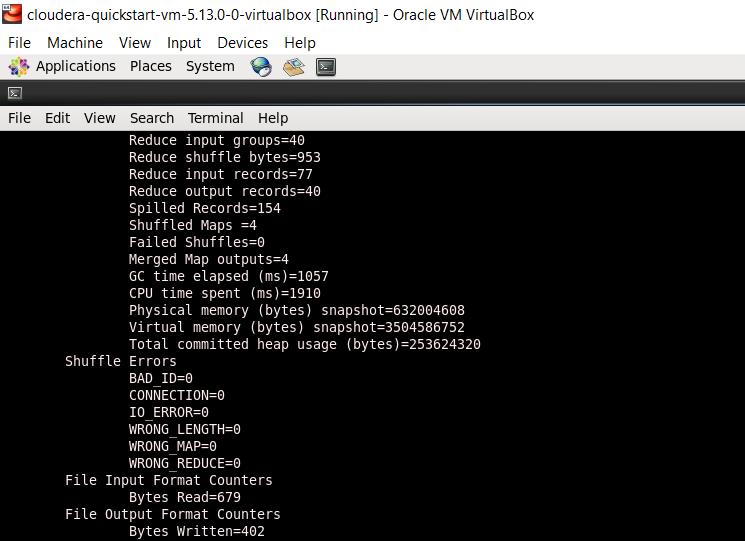 cloudera-quickstart-vm-5.13.0-0-virtualbox [Running] - Oracle VM VirtualBox
File Machine View Input Devices Help
Applications Places System
File Edit View Search Terminal Help
Reduce input groups=40
Reduce shuffle bytes=953
Reduce input records=77
Reduce output records=40
Spilled Records=154
Shuffled Maps =4
Failed Shuffles=0
Merged Map outputs=4
GC time elapsed (ms)=1057
CPU time spent (ms)=1910
Physical memory (bytes) snapshot=632004608
Virtual memory (bytes) snapshot=3504586752
Total committed heap usage (bytes)=253624320
Shuffle Errors
BAD_ID=0
CONNECTION=0
IO_ERROR=0
WRONG_LENGTH=0
WRONG_MAP=0
WRONG_REDUCE=0
File Input Format Counters
Bytes Read=679
File Output Format Counters
Bytes Written=402